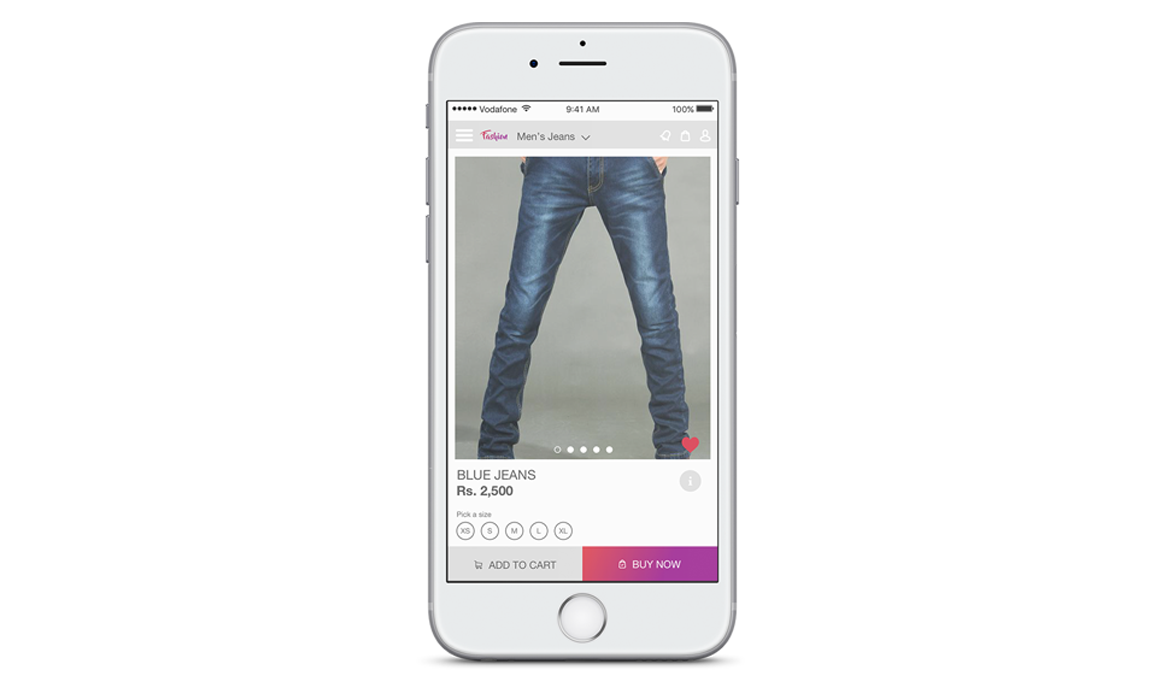 Vodafone 9:41 AM 100%
Fashine Men's Jeans
BLUE JEANS
Rs. 2,500
i
Pick a size
XS S M L XL
ADD TO CART BUY NOW